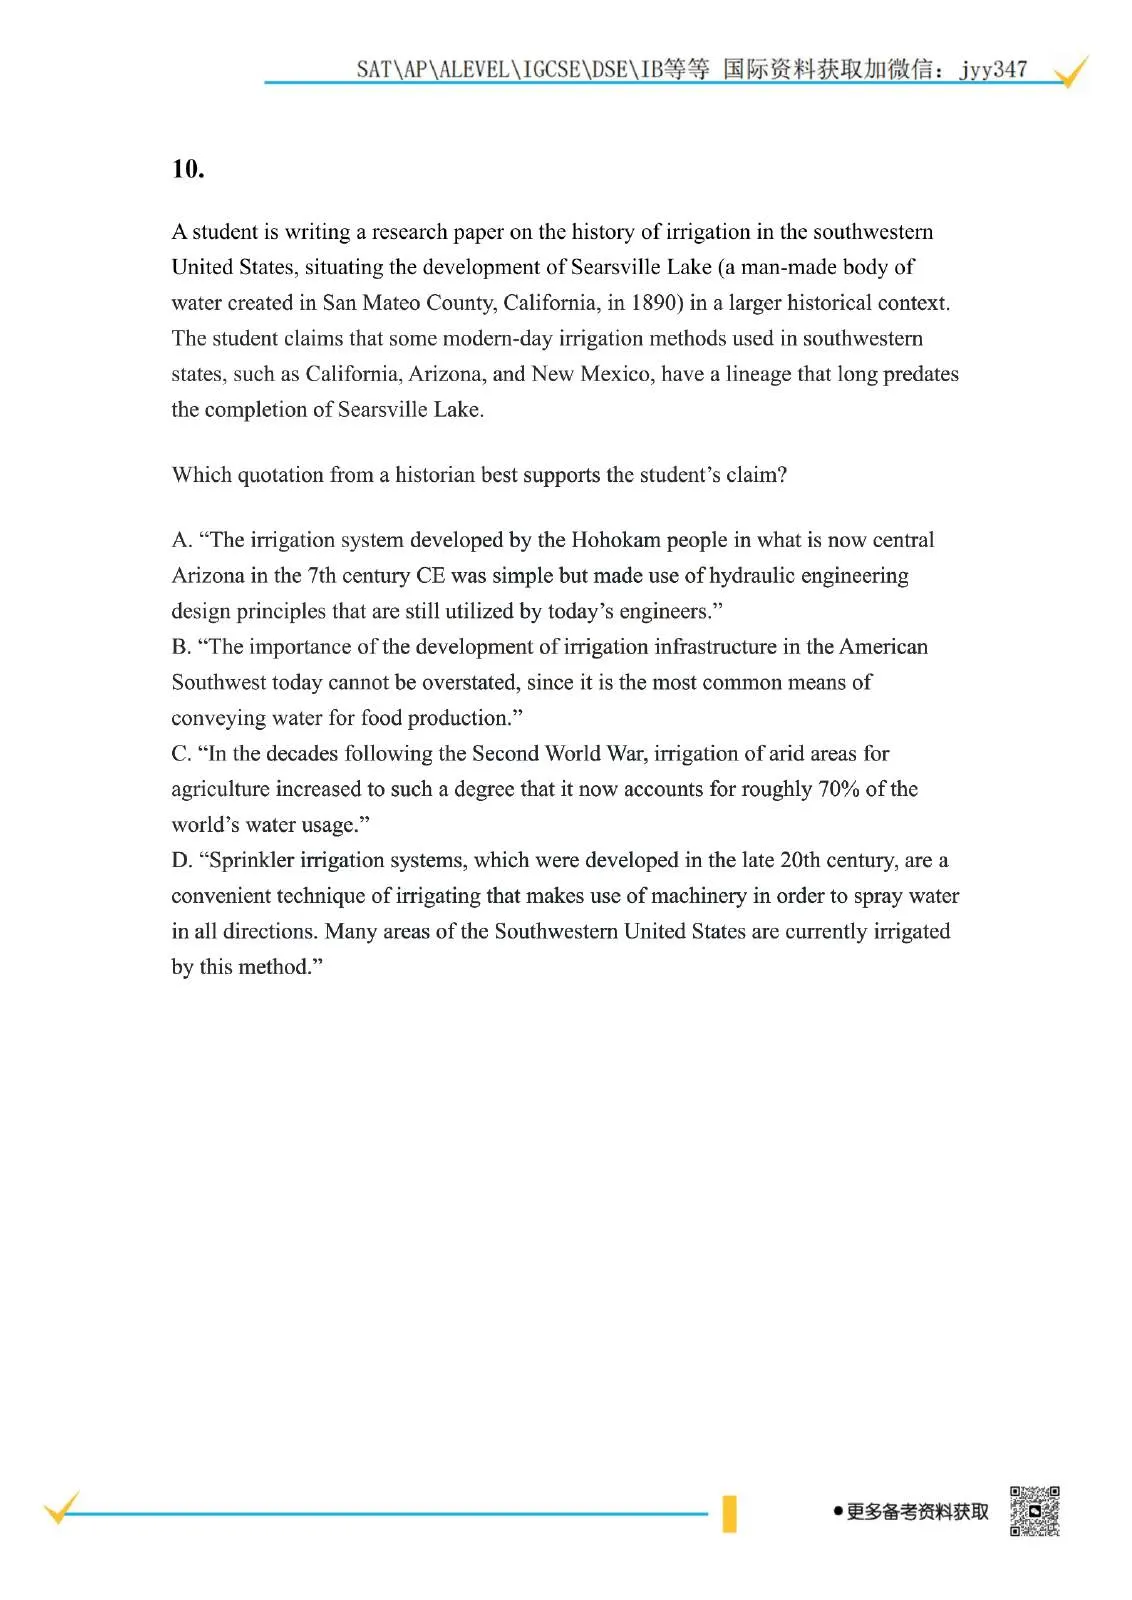 SAT\AP\ALEVEL\IGCSE\DSE\IB等等 国际资料获取加微信：jyy347
10.
A student is writing a research paper on the history of irrigation in the southwestern
United States, situating the development of Searsville Lake (a man-made body of
water created in San Mateo County, California, in 1890) in a larger historical context.
The student claims that some modern-day irrigation methods used in southwestern
states, such as California, Arizona, and New Mexico, have a lineage that long predates
the completion of Searsville Lake.
Which quotation from a historian best supports the student’s claim?
A. “The irrigation system developed by the Hohokam people in what is now central
Arizona in the 7th century CE was simple but made use of hydraulic engineering
design principles that are still utilized by today’s engineers.”
B. “The importance of the development of irrigation infrastructure in the American
Southwest today cannot be overstated, since it is the most common means of
conveying water for food production.”
C. “In the decades following the Second World War, irrigation of arid areas for
agriculture increased to such a degree that it now accounts for roughly 70% of the
world’s water usage.”
D. “Sprinkler irrigation systems, which were developed in the late 20th century, are a
convenient technique of irrigating that makes use of machinery in order to spray water
in all directions. Many areas of the Southwestern United States are currently irrigated
by this method.”
●更多备考资料获取